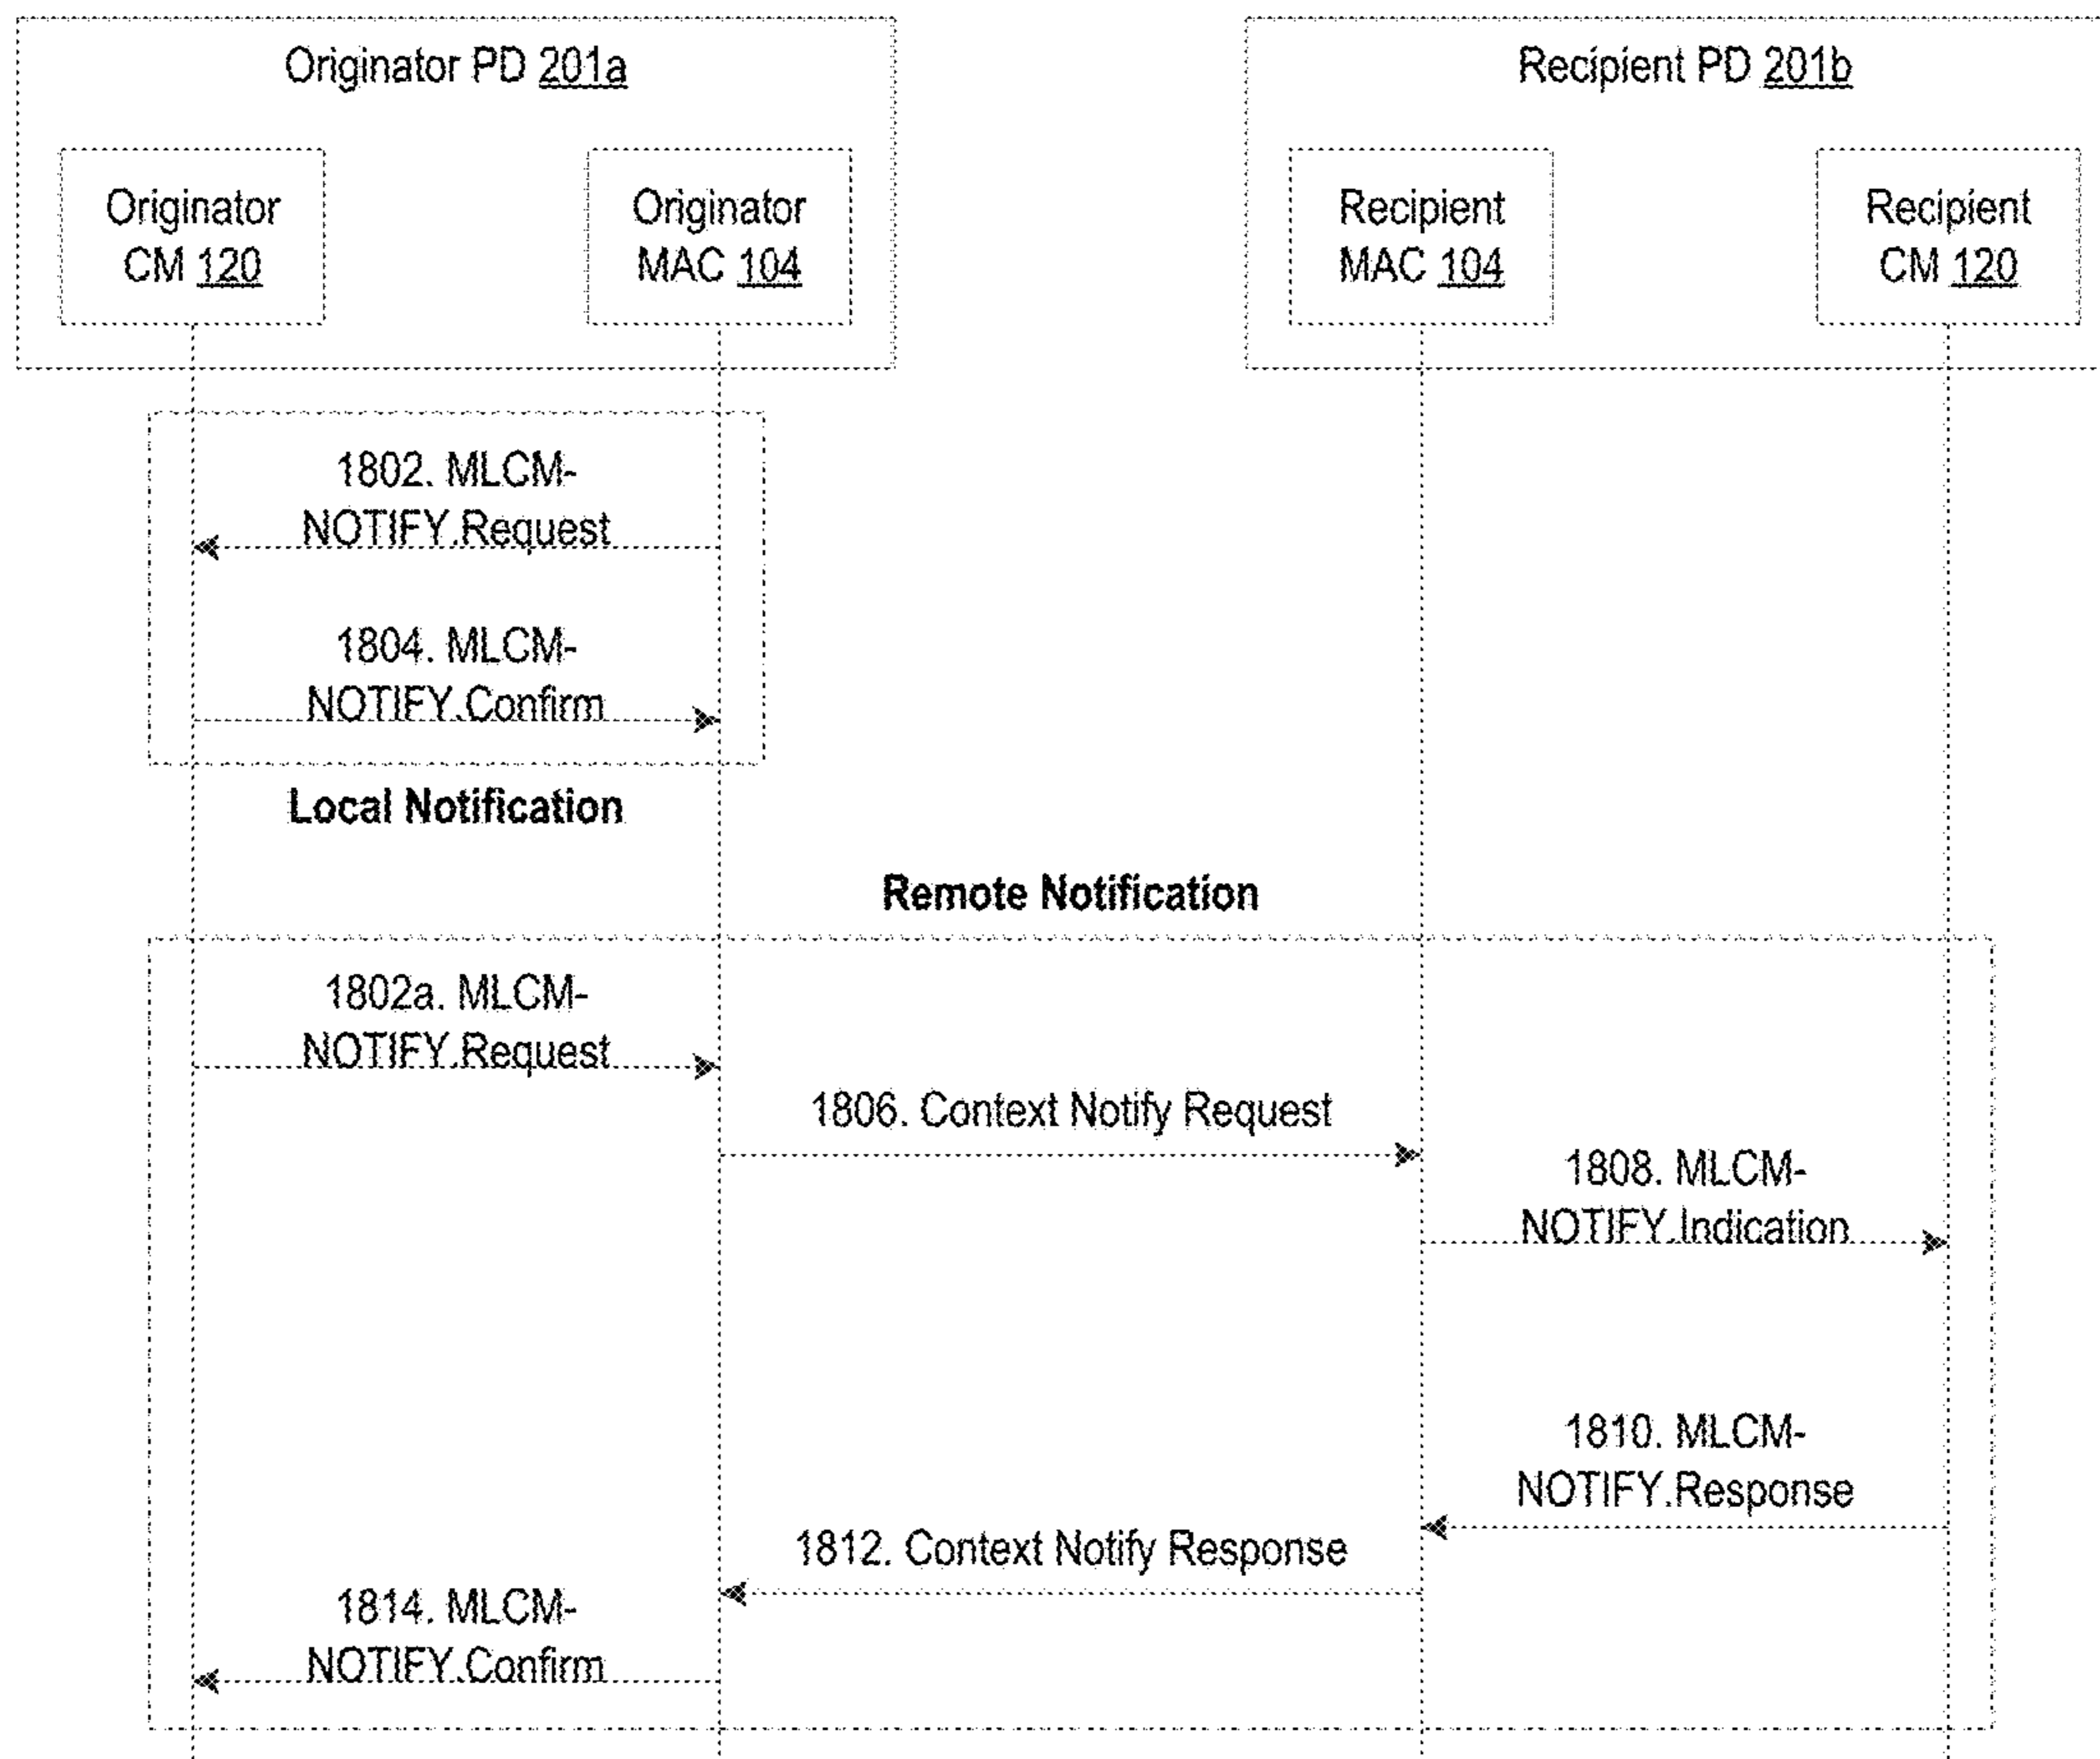 Originator PD 201a
Recipient PD 201b
Originator
CM 120
Originator
MAC 104
Recipient
MAC 104
Recipient
CM 120
1802. MLCM-
NOTIFY.Request
1804. MLCM-
NOTIFY.Confirm
Local Notification
Remote Notification
1802a. MLCM-
NOTIFY.Request
1806. Context Notify Request
1808. MLCM-
NOTIFY.Indication
1810. MLCM-
NOTIFY.Response
1812. Context Notify Response
1814. MLCM-
NOTIFY.Confirm